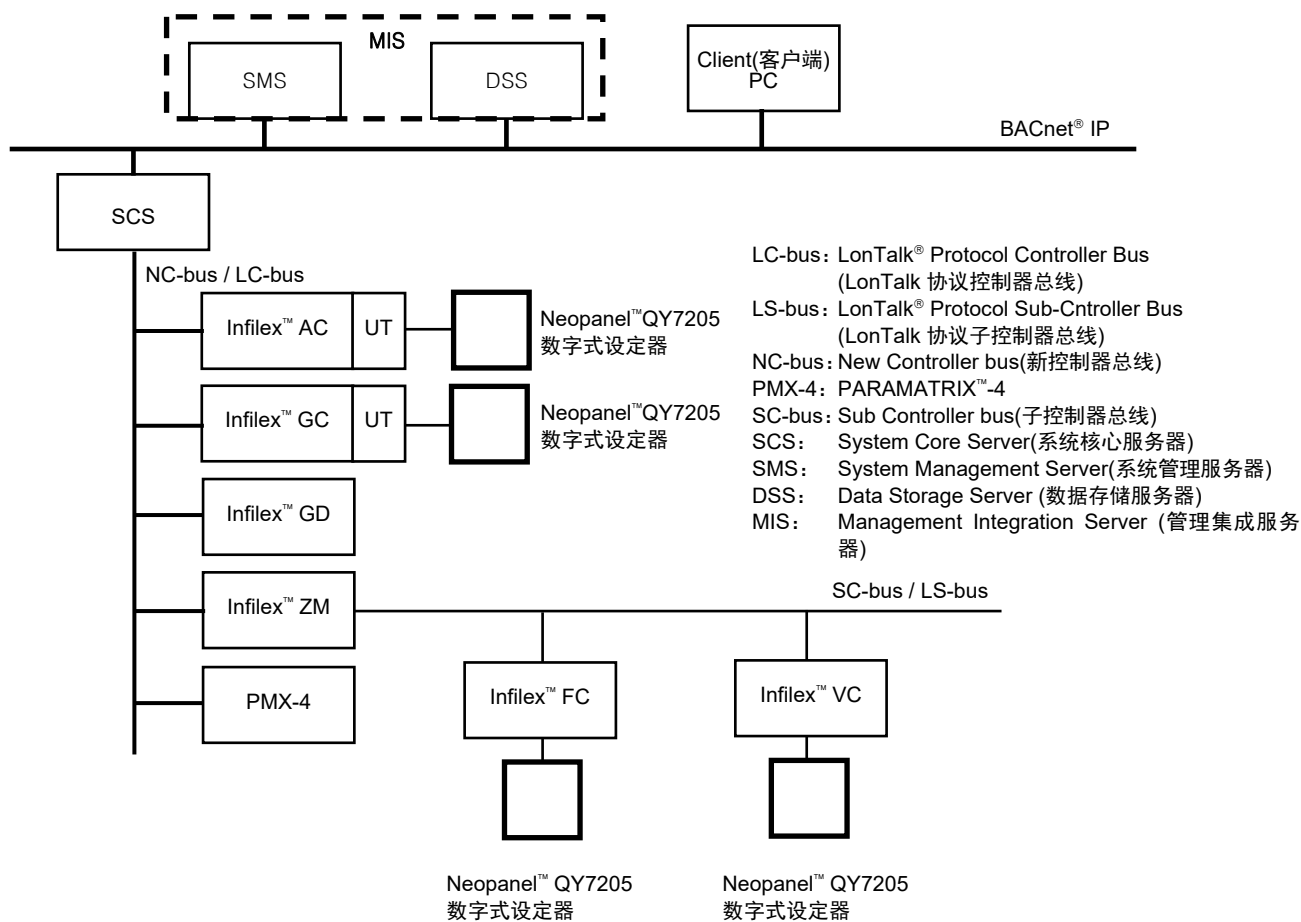 MIS
SMS
DSS
Client(客户端)
PC
BACnet® IP
SCS
NC-bus / LC-bus
Infilex™ AC
UT
Neopanel™QY7205
数字式设定器
Infilex™ GC
UT
Neopanel™QY7205
数字式设定器
Infilex™ GD
Infilex™ ZM
PMX-4
LC-bus：LonTalk® Protocol Controller Bus
(LonTalk 协议控制器总线)
LS-bus：LonTalk® Protocol Sub-Cntroller Bus
(LonTalk 协议子控制器总线)
NC-bus：New Controller bus(新控制器总线)
PMX-4：PARAMATRIX™-4
SC-bus：Sub Controller bus(子控制器总线)
SCS： System Core Server(系统核心服务器)
SMS： System Management Server(系统管理服务器)
DSS： Data Storage Server (数据存储服务器)
MIS： Management Integration Server (管理集成服务
器)
SC-bus / LS-bus
Infilex™ FC
Infilex™ VC
Neopanel™ QY7205
数字式设定器
Neopanel™ QY7205
数字式设定器